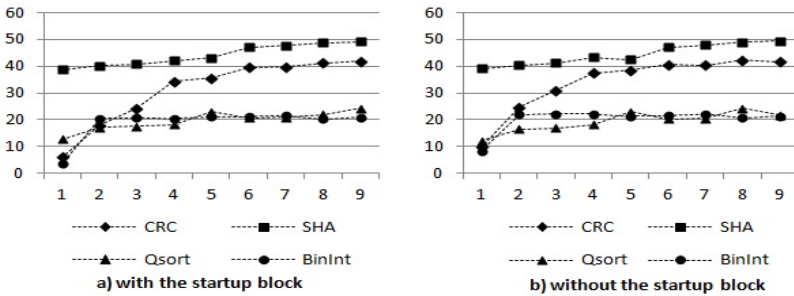 60
50
40
30
20
10
0
1 2 3 4 5 6 7 8 9
CRC SHA
Qsort BinInt
a) with the startup block
60
50
40
30
20
10
0
1 2 3 4 5 6 7 8 9
CRC SHA
Qsort BinInt
b) without the startup block